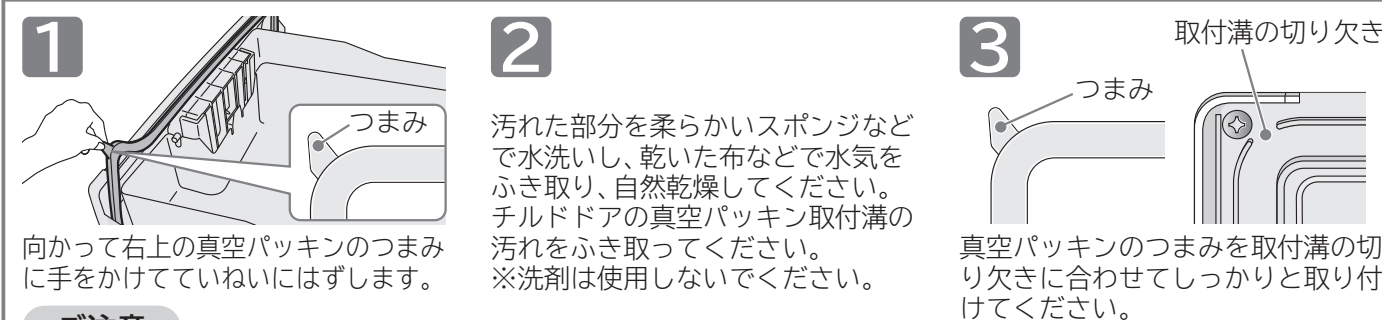 1
つまみ
向かって右上の真空パッキンのつまみ
に手をかけてていねいにはずします。
2
汚れた部分を柔らかいスポンジなど
で水洗いし、乾いた布などで水気を
ふき取り、自然乾燥してください。
チルドドアの真空パッキン取付溝の
汚れをふき取ってください。
※洗剤は使用しないでください。
3
取付溝の切り欠き
つまみ
真空パッキンのつまみを取付溝の切
り欠きに合わせてしっかりと取り付
けてください。